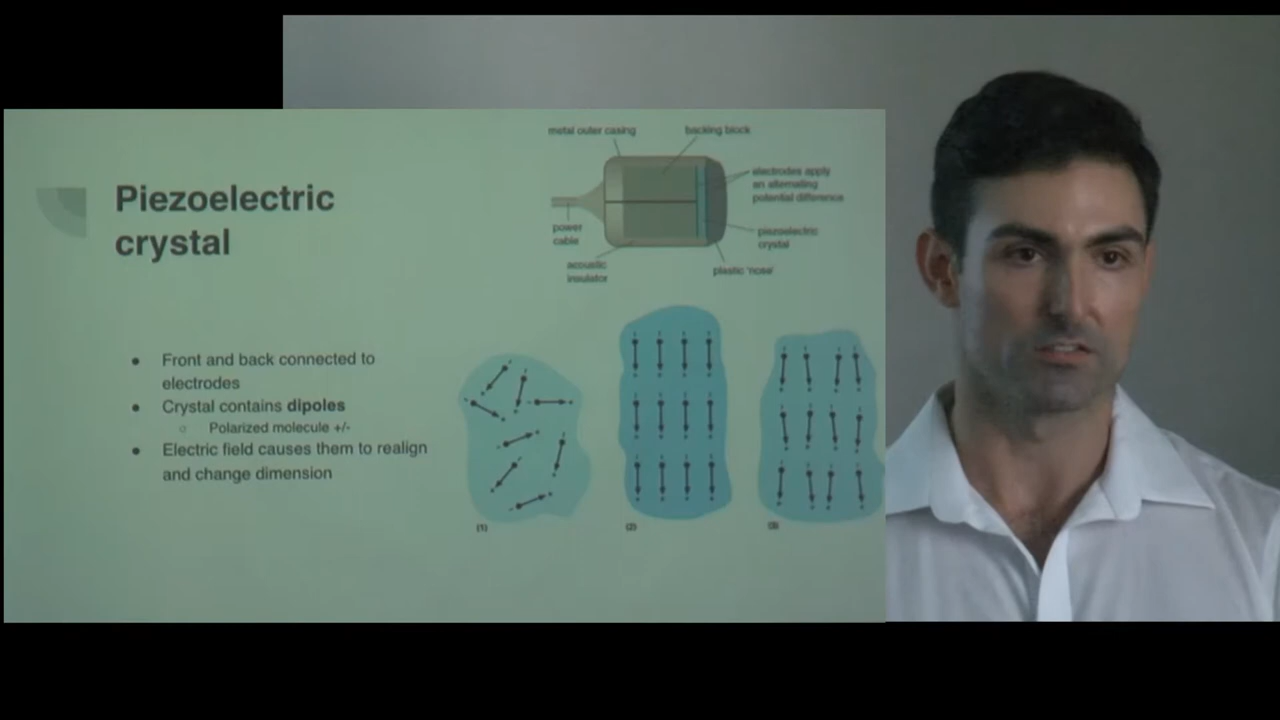 Piezoelectric
crystal
Front and back connected to
electrodes
Crystal contains dipoles
Polarized molecule +/-
Electric field causes them to realign
and change dimension
metal outer casing
backing block
electrodes apply
an alternating
potential difference
power
cable
piezoelectric
crystal
acoustic
insulator
plastic 'nose'
(1)
(2)
(3)